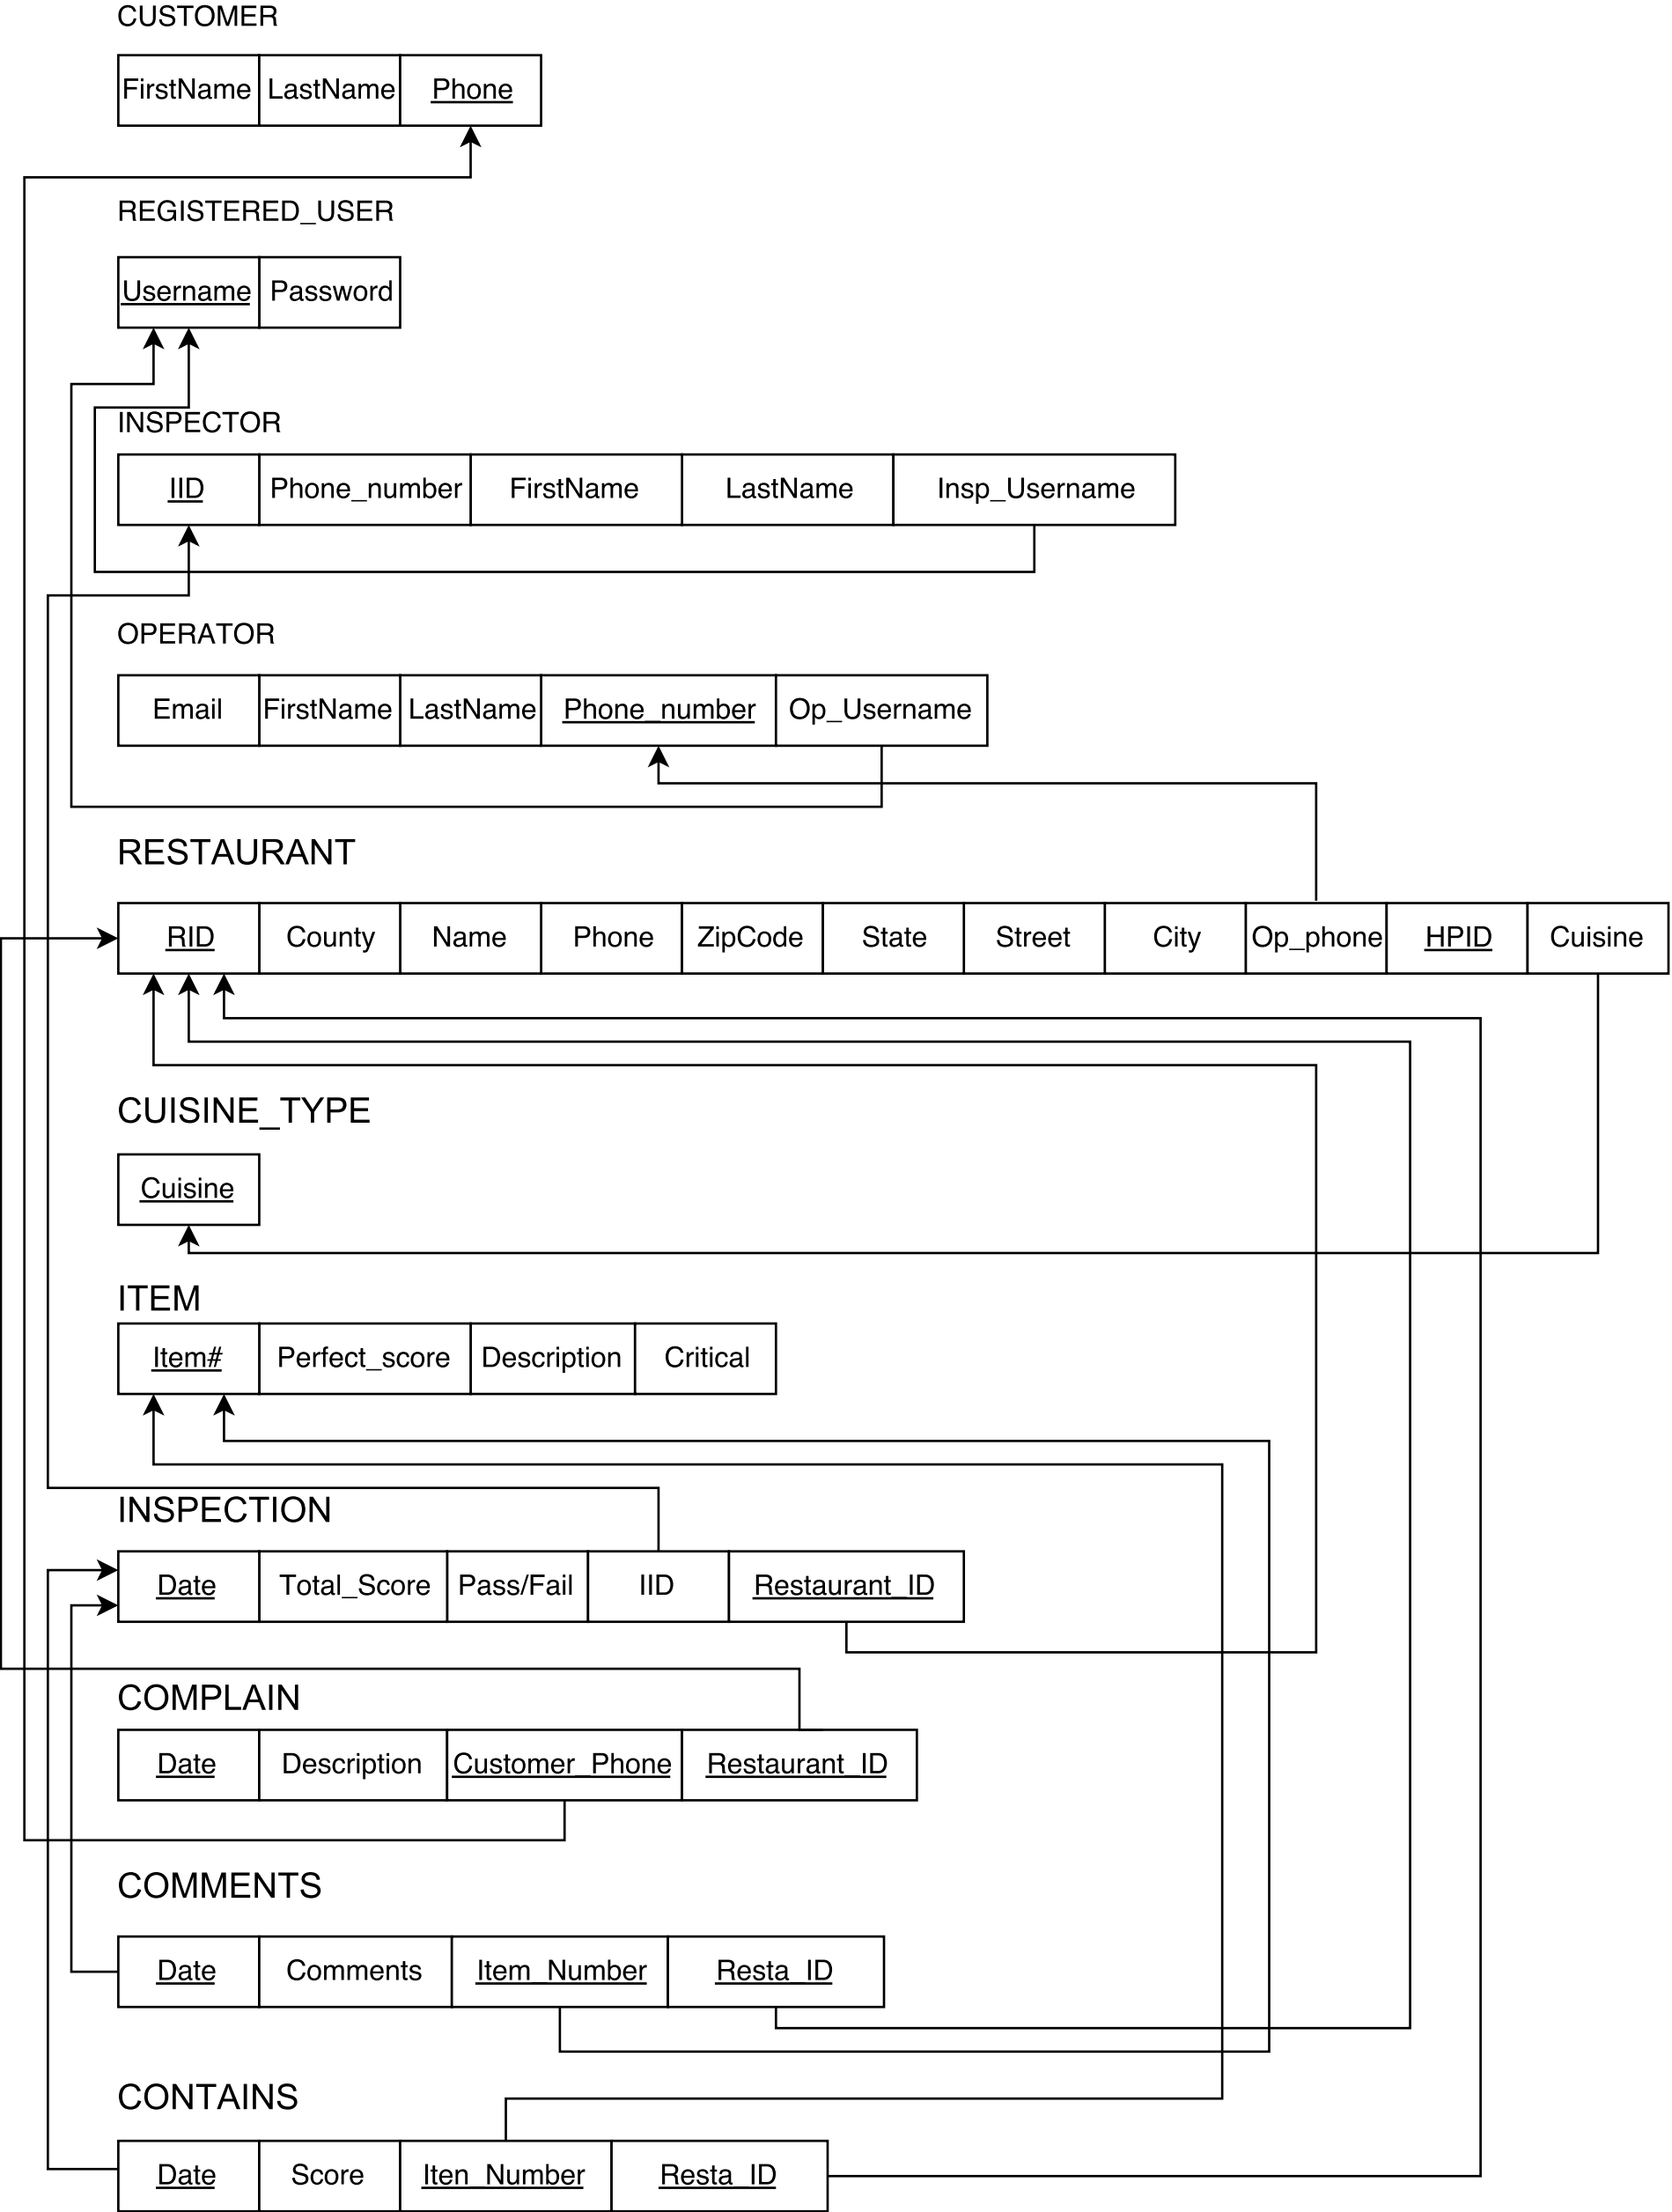 CUSTOMER
FirstName LastName Phone
REGISTERED_USER
Username Password
INSPECTOR
IID Phone_number FirstName LastName Insp_Username
OPERATOR
Email FirstName LastName Phone_number Op_Username
RESTAURANT
RID County Name Phone ZipCode State Street City Op_phone HPID Cuisine
CUISINE_TYPE
Cuisine
ITEM
Item# Perfect_score Description Critical
INSPECTION
Date Total_Score Pass/Fail IID Restaurant_ID
COMPLAIN
Date Description Customer_Phone Restaurant_ID
COMMENTS
Date Comments Item_Number Resta_ID
CONTAINS
Date Score Iten_Number Resta_ID